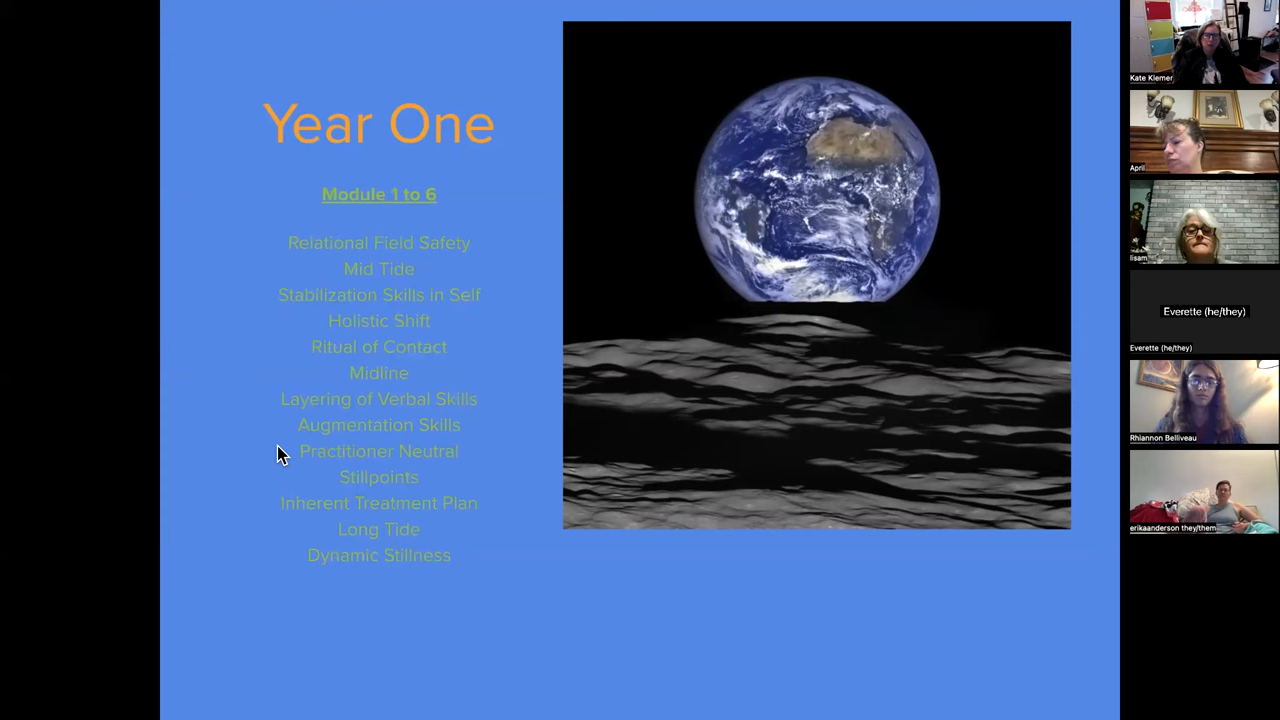 Year One
Module 1 to 6
Relational Field Safety
Mid Tide
Stabilization Skills in Self
Holistic Shift
Ritual of Contact
Midline
Layering of Verbal Skills
Augmentation Skills
Practitioner Neutral
Stillpoints
Inherent Treatment Plan
Long Tide
Dynamic Stillness
Kate Klemer
April
lisam
Everette (he/they)
Everette (he/they)
Rhiannon Belliveau
erikaanderson they/them